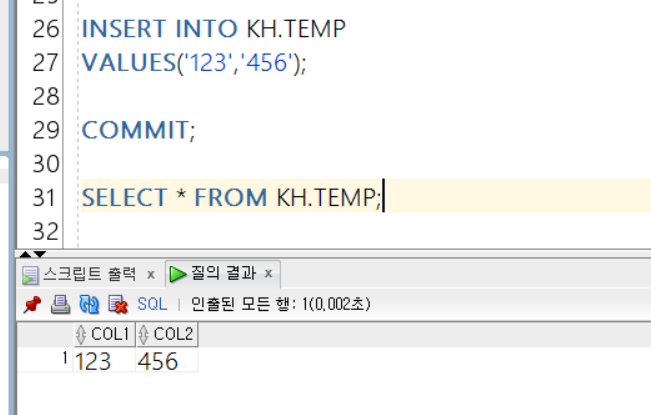 26 INSERT INTO KH.TEMP
27 VALUES('123','456');
28
29 COMMIT;
30
31 SELECT * FROM KH.TEMP;
32
스크립트 출력 x 질의 결과 x
SQL | 인출된 모든 행: 1(0,002초)
COL1 COL2
1 123 456